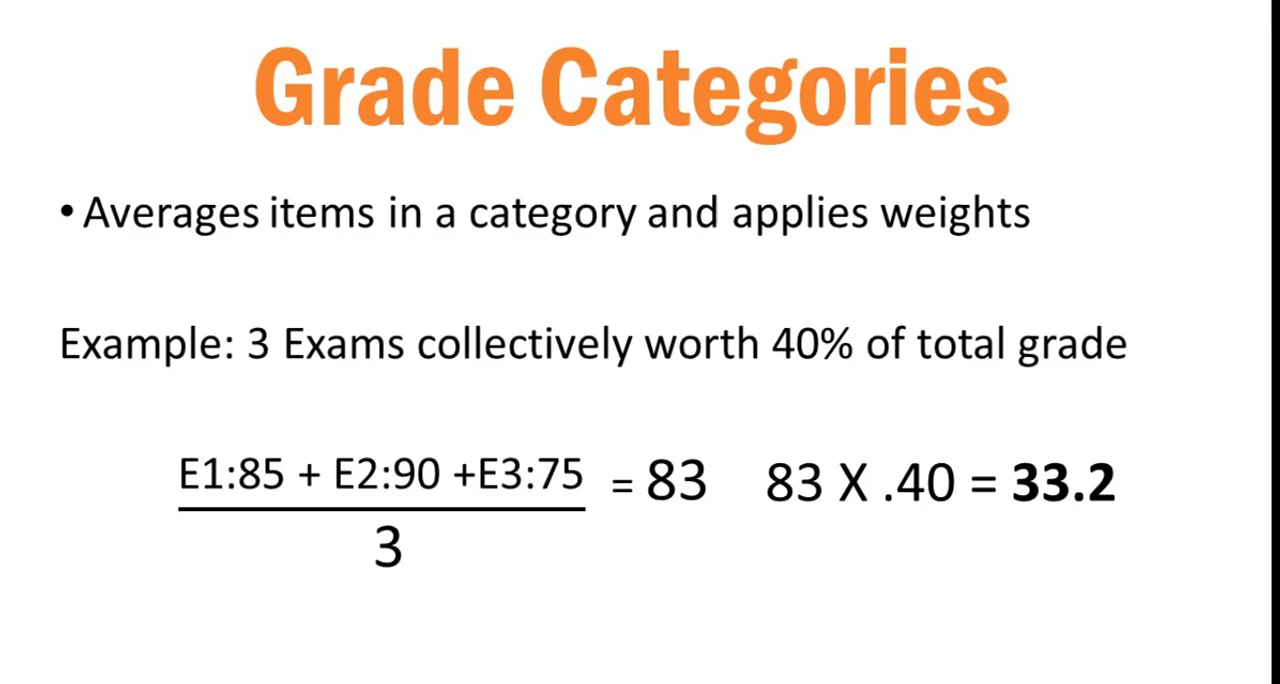 Grade Categories
• Averages items in a category and applies weights
Example: 3 Exams collectively worth 40% of total grade
E1:85 + E2:90 +E3:75 = 83 83 X .40 = 33.2
3